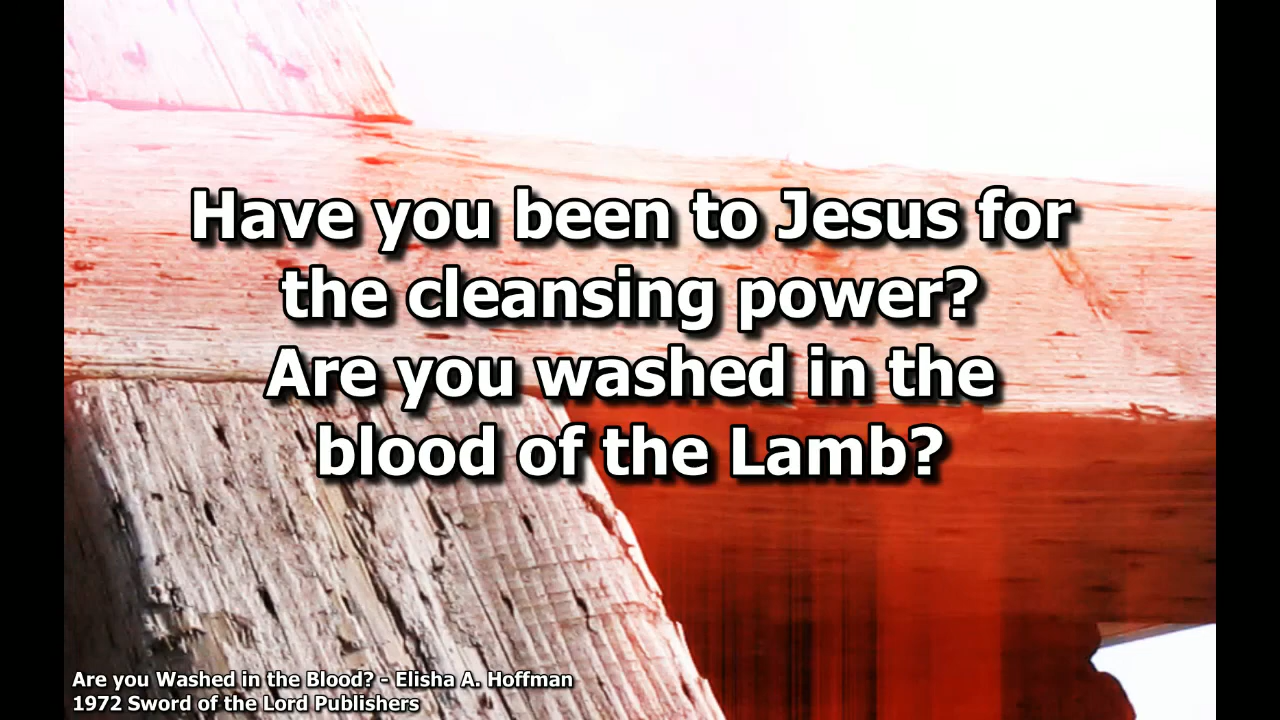 Have you been to Jesus for
the cleansing power?
Are you washed in the
blood of the Lamb?
Are you Washed in the Blood? - Elisha A. Hoffman
1972 Sword of the Lord Publishers